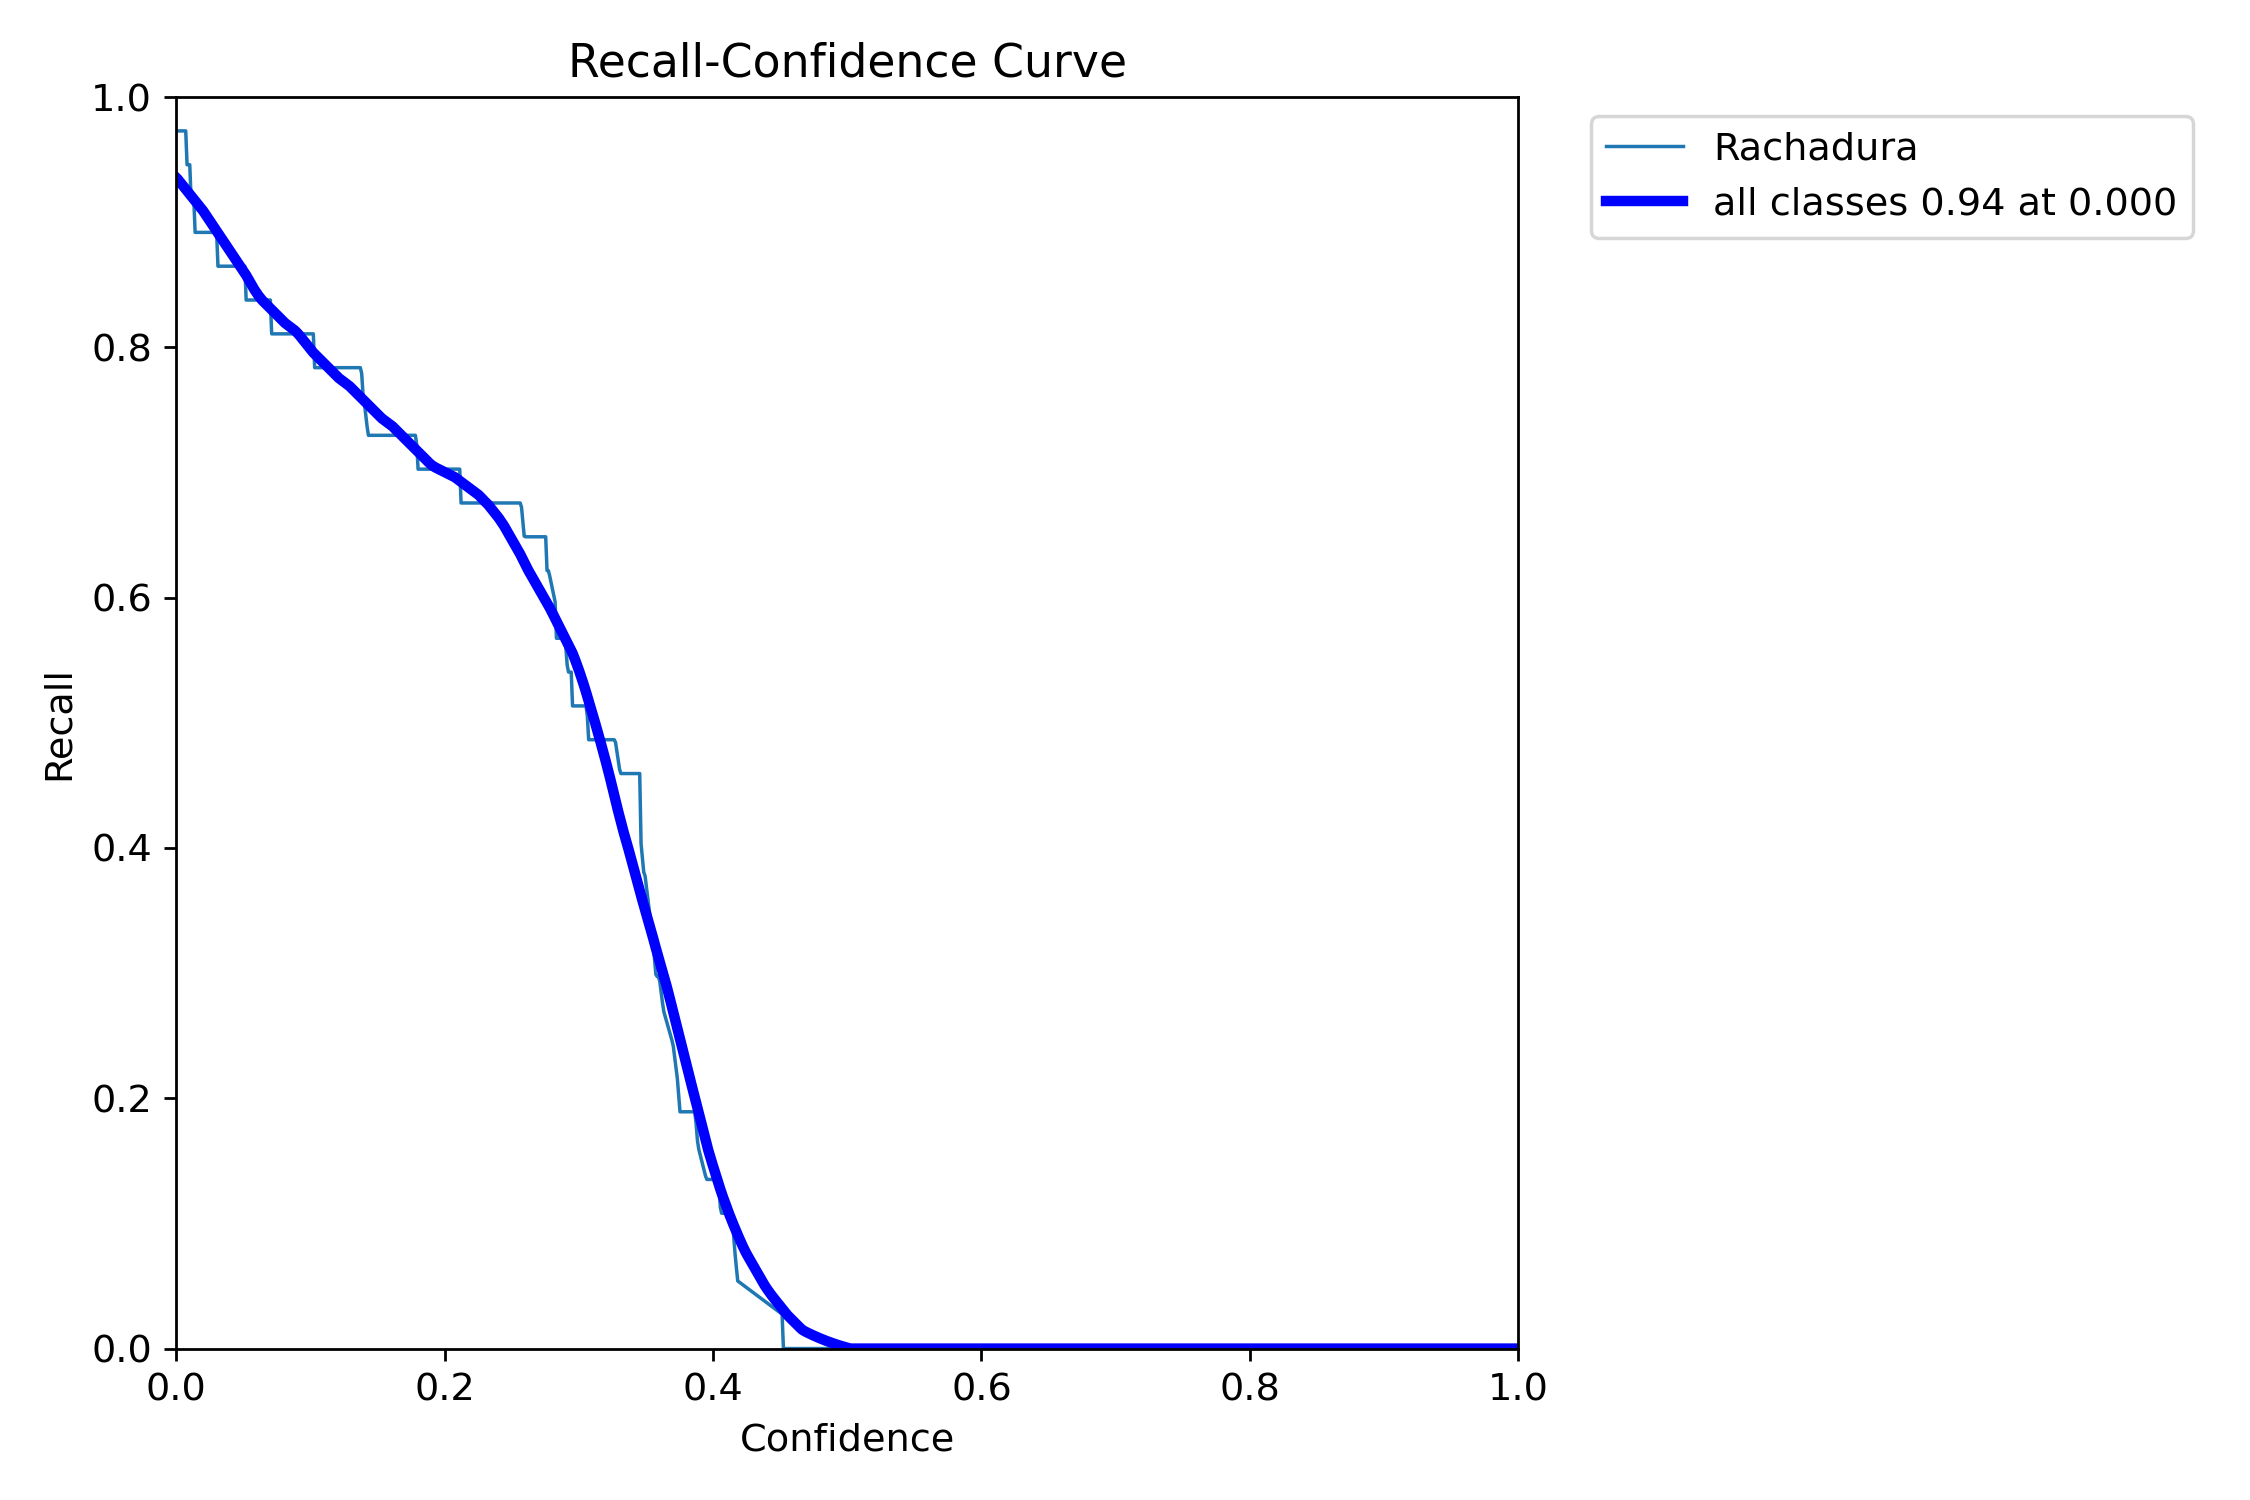 Recall-Confidence Curve
1.0
0.8
0.6
0.4
0.2
0.0
Recall
0.0 0.2 0.4 0.6 0.8 1.0
Confidence
Rachadura
all classes 0.94 at 0.000